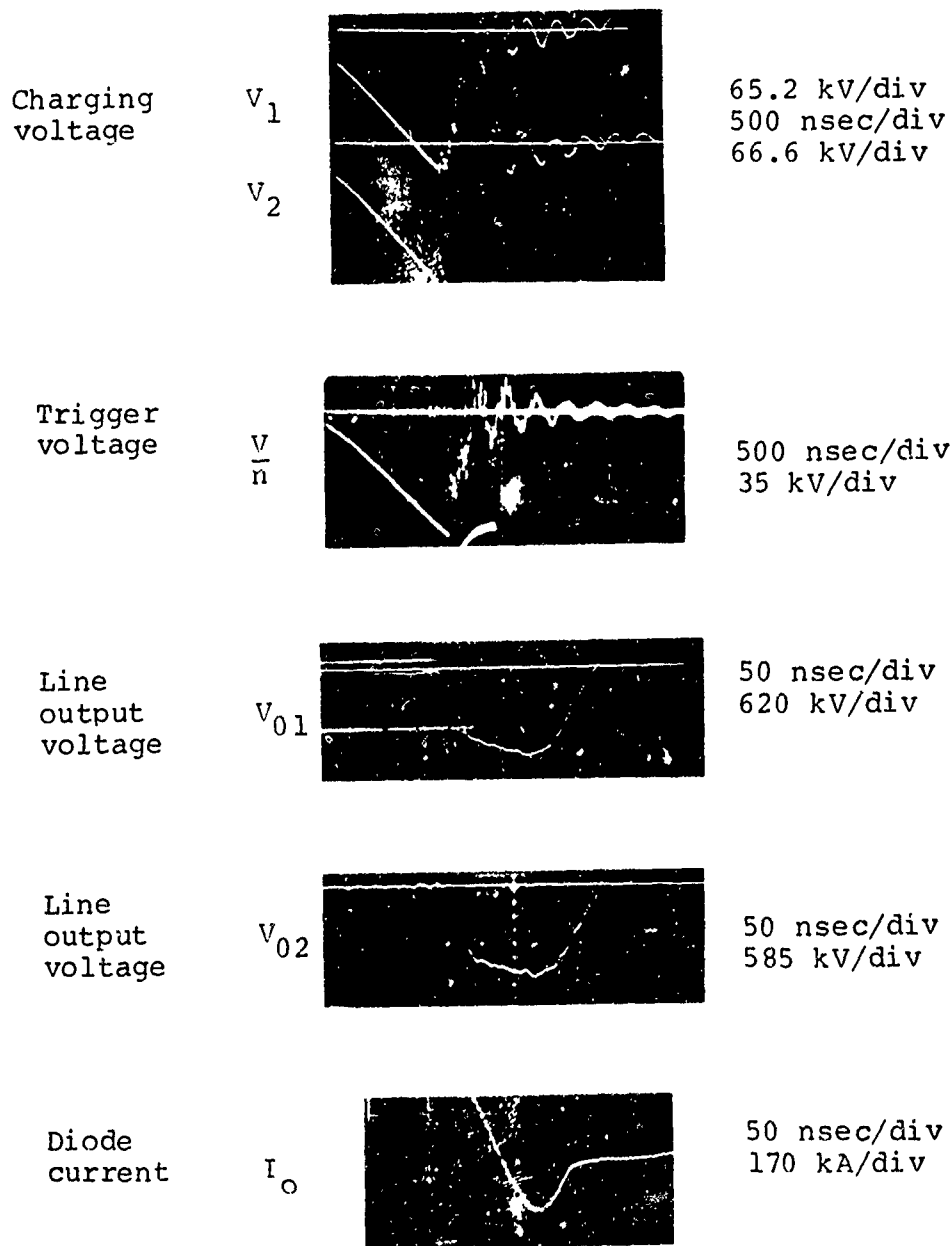 Charging
voltage
V1
V2
65.2 kV/div
500 nsec/div
66.6 kV/div
Trigger
voltage
V
n
500 nsec/div
35 kV/div
Line
output
voltage
V01
50 nsec/div
620 kV/div
Line
output
voltage
V02
50 nsec/div
585 kV/div
Diode
current
Io
50 nsec/div
170 kA/div